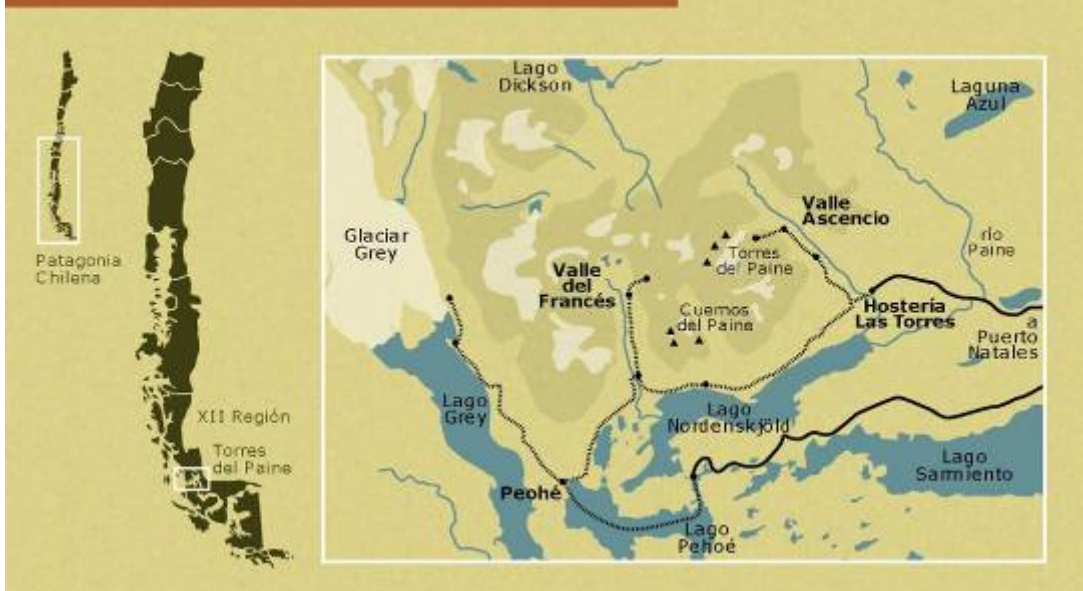 Patagonia
Chilena
XII Región
Torres
del Paine
Lago
Dickson
Laguna
Azul
Glaciar
Grey
Valle
Ascencio
río
Paine
Valle
del
Francés
Torres
del Paine
Cuernos
del Paine
Hostería
Las Torres
a
Puerto
Natales
Lago
Grey
Lago
Nordenskjöld
Lago
Sarmiento
Peohé
Lago
Pehoé